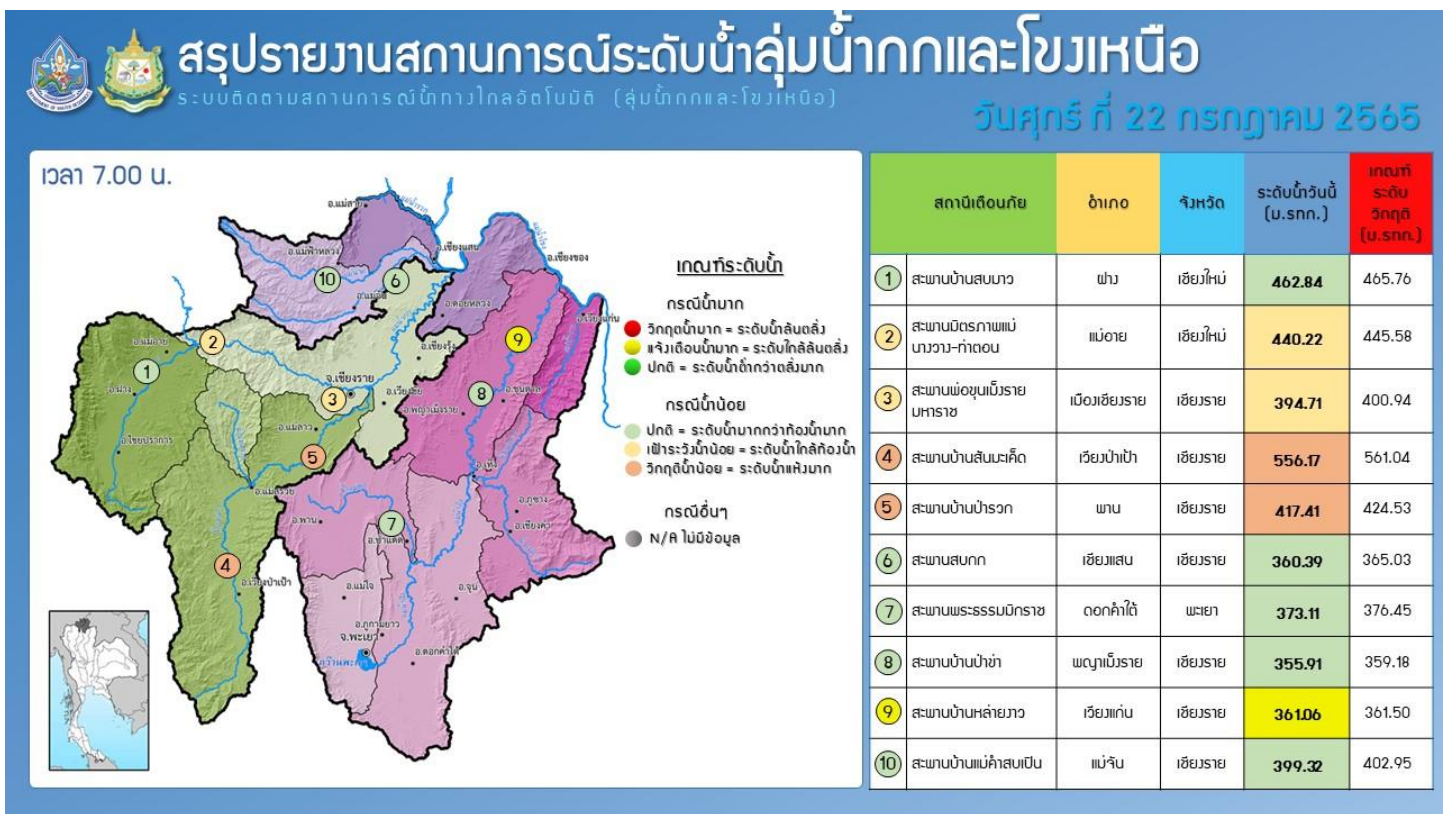 สรุปรายงานสถานการณ์ระดับน้ำลุ่มน้ำกกและโขงเหนือ
ระบบติดตามสถานการณ์น้ำทางไกลอัตโนมัติ (ลุ่มน้ำกกและโขงเหนือ)
วันศุกร์ ที่ 22 กรกฎาคม 2565
เวลา 7.00 น.
อ.แม่สาย
แม่น้ำรวก
อ.แม่ฟ้าหลวง
อ.เชียงแสน
แม่น้ำโขง
อ.เชียงของ
10
6
อ.แม่จัน
อ.ดอยหลวง
อ.เวียงแก่น
2
9
อ.แม่อาย
อ.เชียงรุ้ง
1
อ.ฝาง
จ.เชียงราย
3
อ.เวียงชัย
8
อ.ขุนตาล
อ.พญาเม็งราย
อ.แม่ลาว
อ.ไชยปราการ
5
อ.เทิง
อ.แม่สรวย
อ.ภูซาง
อ.พาน
7
อ.เชียงคำ
อ.ป่าแดด
4
อ.เวียงป่าเป้า
อ.แม่ใจ
อ.จุน
อ.ภูกามยาว
จ.พะเยา
อ.ดอกคำใต้
กว๊านพะเยา
เกณฑ์ระดับน้ำ
กรณีน้ำมาก
วิกฤตน้ำมาก = ระดับน้ำล้นตลิ่ง
แจ้งเตือนน้ำมาก = ระดับใกล้ล้นตลิ่ง
ปกติ = ระดับน้ำต่ำกว่าตลิ่งมาก
กรณีน้ำน้อย
ปกติ = ระดับน้ำมากกว่าท้องน้ำมาก
เฝ้าระวังน้ำน้อย = ระดับน้ำใกล้ท้องน้ำ
วิกฤติน้ำน้อย = ระดับน้ำแห้งมาก
กรณีอื่นๆ
N/A ไม่มีข้อมูล
สถานีเตือนภัย อำเภอ จังหวัด ระดับน้ำวันนี้ (ม.รทก.) เกณฑ์ระดับวิกฤติ (ม.รทก.)
1 สะพานบ้านสบมาว ฝาง เชียงใหม่ 462.84 465.76
2 สะพานมิตรภาพแม่นางวาง-ท่าตอน แม่อาย เชียงใหม่ 440.22 445.58
3 สะพานพ่อขุนเม็งรายมหาราช เมืองเชียงราย เชียงราย 394.71 400.94
4 สะพานบ้านสันมะเค็ด เวียงป่าเป้า เชียงราย 556.17 561.04
5 สะพานบ้านป่ารวก พาน เชียงราย 417.41 424.53
6 สะพานสบกก เชียงแสน เชียงราย 360.39 365.03
7 สะพานพระธรรมมิกราช ดอกคำใต้ พะเยา 373.11 376.45
8 สะพานบ้านป่าข่า พญาเม็งราย เชียงราย 355.91 359.18
9 สะพานบ้านหล่ายงาว เวียงแก่น เชียงราย 361.06 361.50
10 สะพานบ้านแม่คำสบเปิน แม่จัน เชียงราย 399.32 402.95